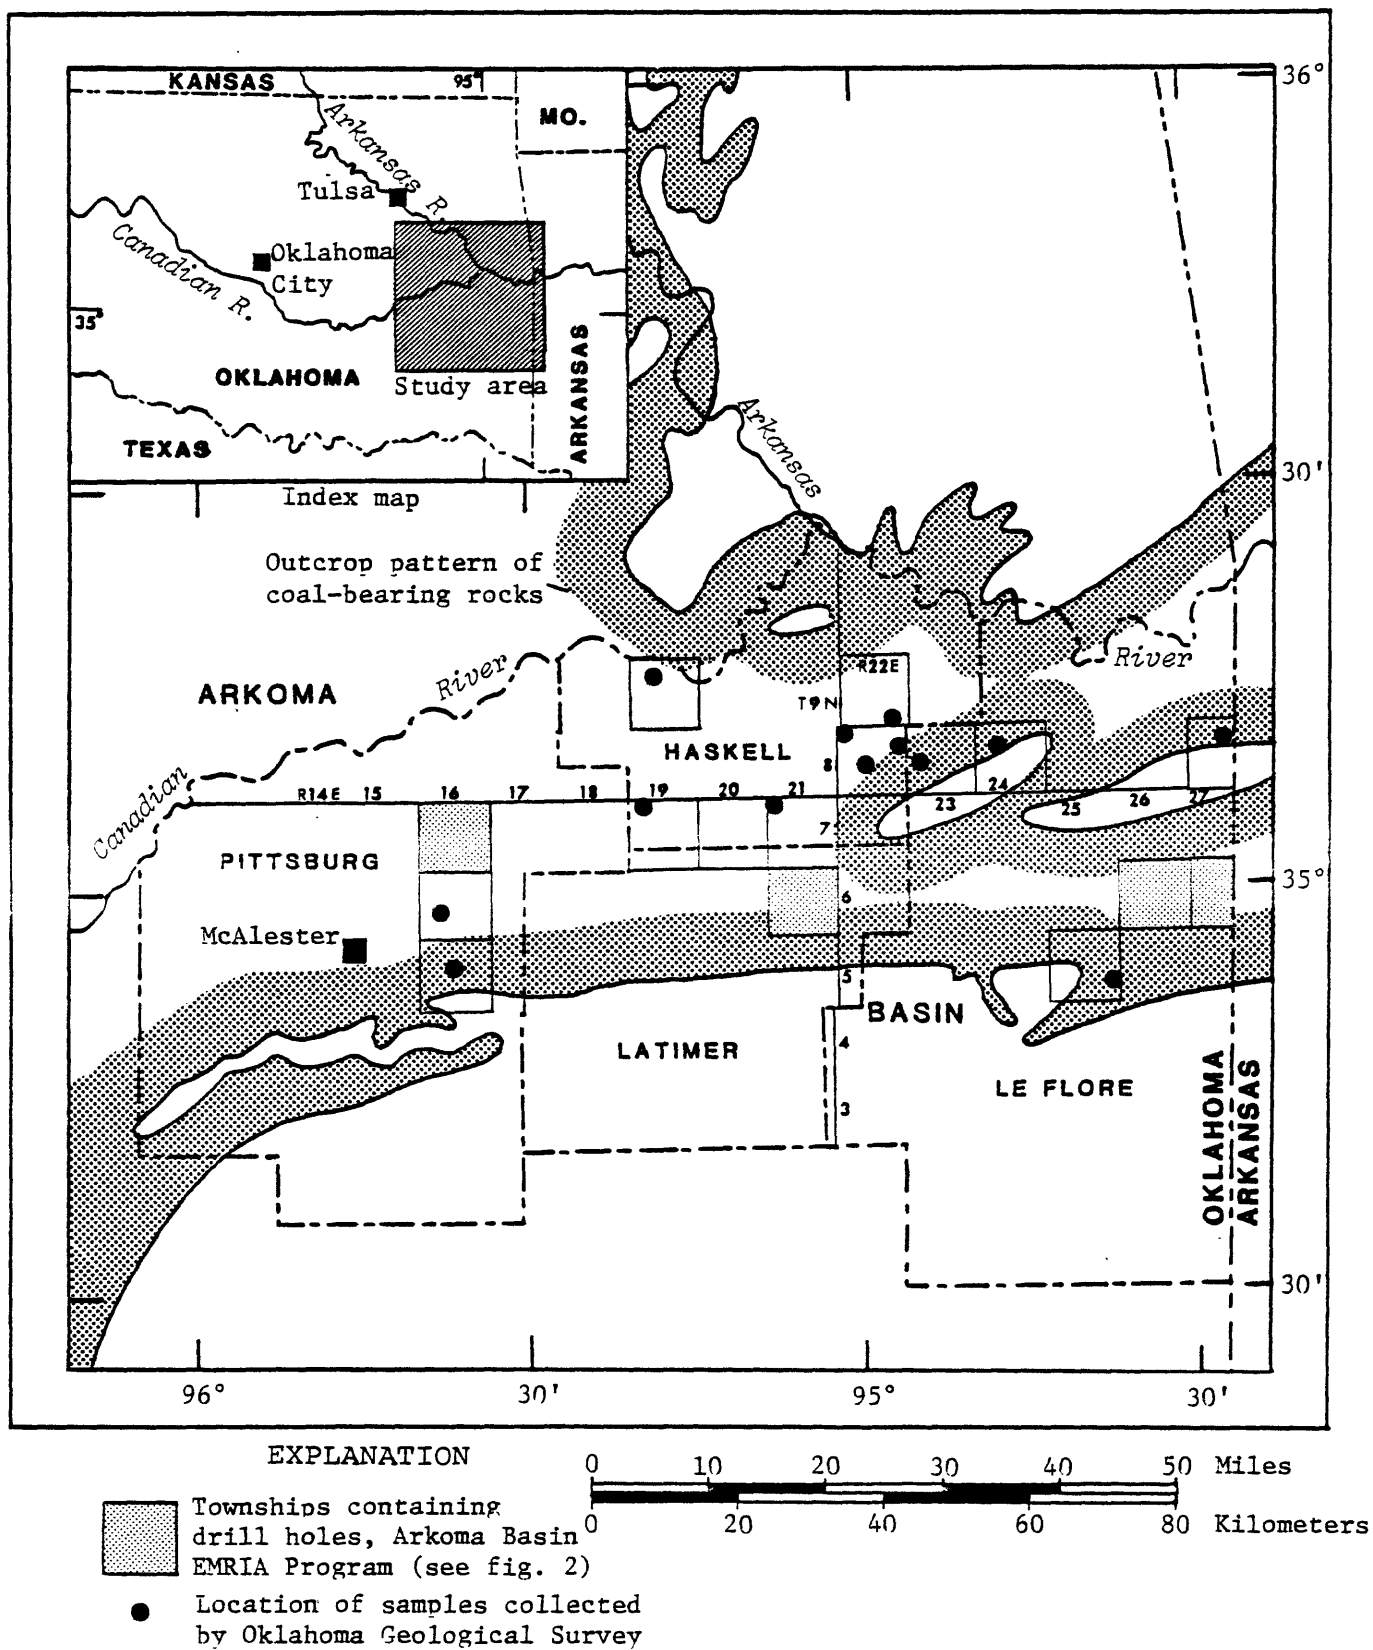 KANSAS
95°
MO.
Arkansas R.
Tulsa
Canadian R.
Oklahoma
City
35°
OKLAHOMA
Study area
ARKANSAS
TEXAS
Index map
36°
30'
Arkansas
Outcrop pattern of
coal-bearing rocks
River
ARKOMA
River
R22E
T9N
HASKELL
8
Canadian
R14E 15 16 17 18 19 20 21 23 24 25 26 27
7
PITTSBURG
35°
6
McAlester
5
BASIN
4
LATIMER
LE FLORE
3
OKLAHOMA
ARKANSAS
30'
96° 30' 95° 30'
EXPLANATION
Townships containing
drill holes, Arkoma Basin
EMRIA Program (see fig. 2)
Location of samples collected
by Oklahoma Geological Survey
0 10 20 30 40 50 Miles
0 20 40 60 80 Kilometers